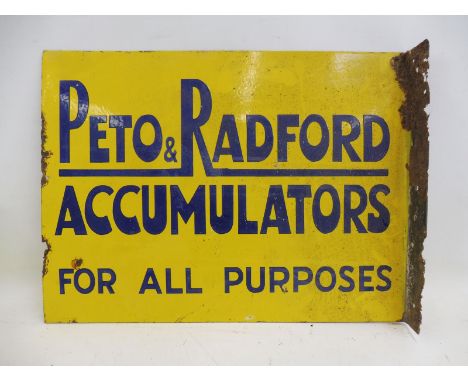 PETO & RADFORD
ACCUMULATORS
FOR ALL PURPOSES